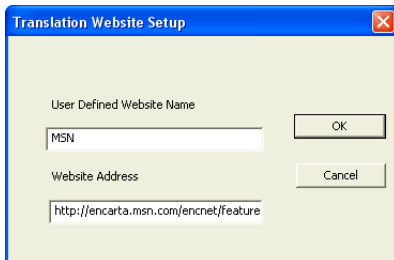 Translation Website Setup
User Defined Website Name
OK
MSN
Website Address
Cancel
http://encarta.msn.com/encnet/feature